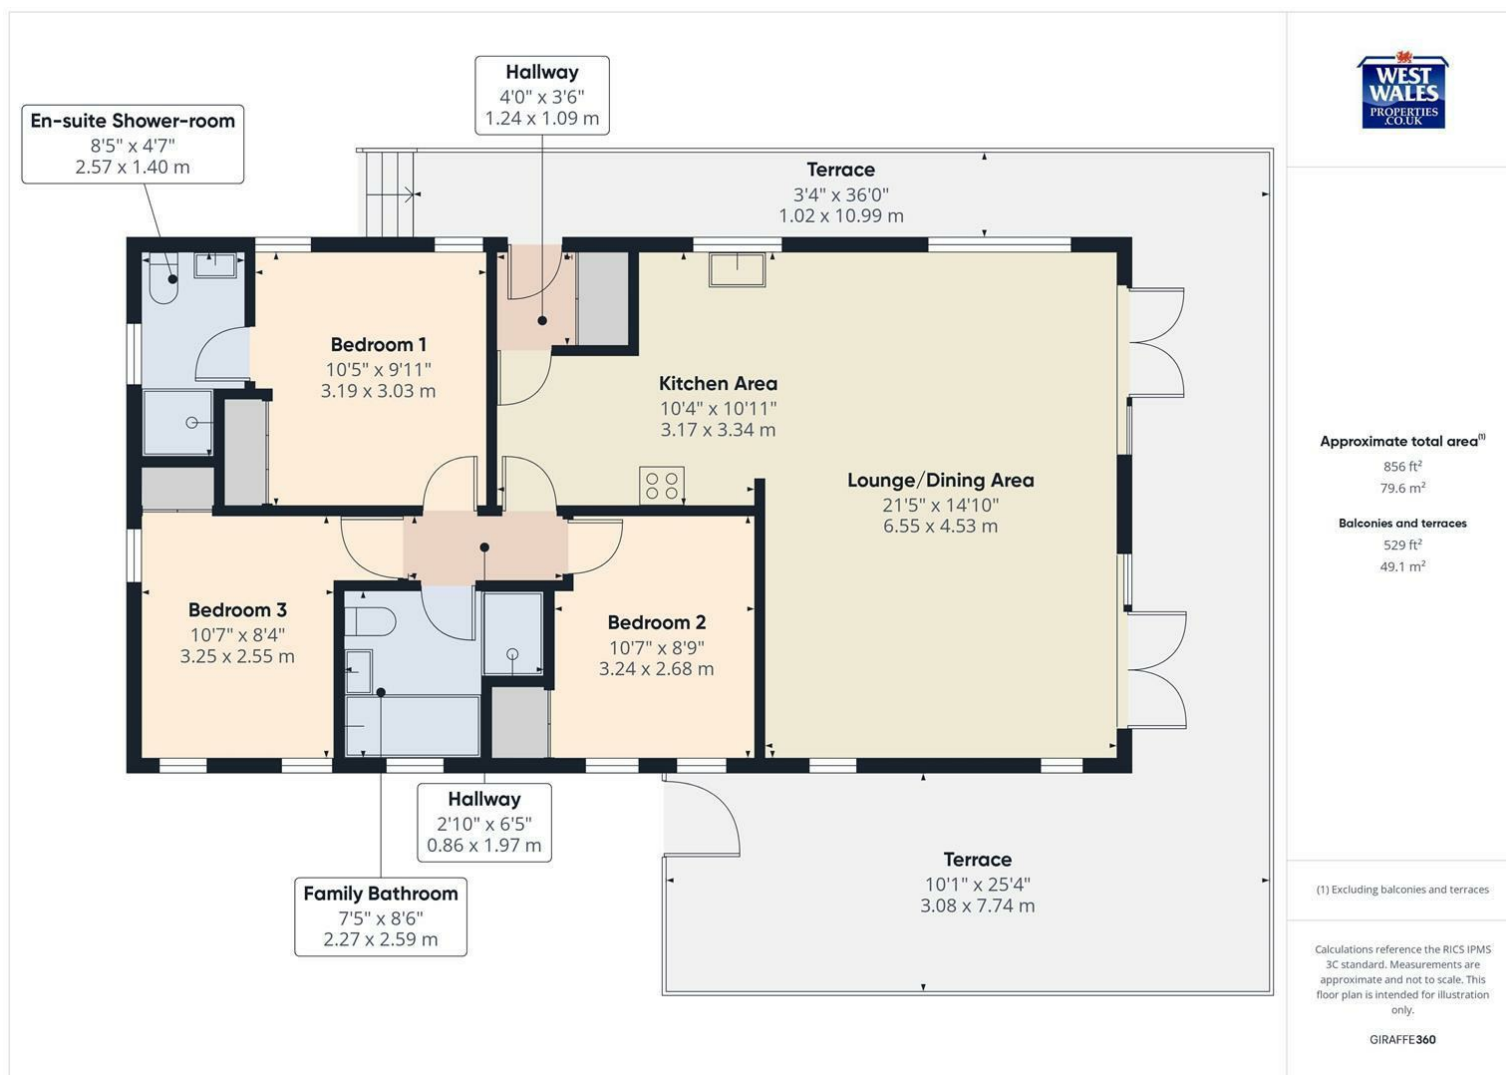 Hallway
4'0" x 3'6"
1.24 x 1.09 m
En-suite Shower-room
8'5" x 4'7"
2.57 x 1.40 m
Terrace
3'4" x 36'0"
1.02 x 10.99 m
Bedroom 1
10'5" x 9'11"
3.19 x 3.03 m
Kitchen Area
10'4" x 10'11"
3.17 x 3.34 m
Lounge/Dining Area
21'5" x 14'10"
6.55 x 4.53 m
Bedroom 3
10'7" x 8'4"
3.25 x 2.55 m
Bedroom 2
10'7" x 8'9"
3.24 x 2.68 m
Hallway
2'10" x 6'5"
0.86 x 1.97 m
Family Bathroom
7'5" x 8'6"
2.27 x 2.59 m
Terrace
10'1" x 25'4"
3.08 x 7.74 m
WEST
WALES
PROPERTIES
.CO.UK
Approximate total area(1)
856 ft²
79.6 m²
Balconies and terraces
529 ft²
49.1 m²
(1) Excluding balconies and terraces
Calculations reference the RICS IPMS
3C standard. Measurements are
approximate and not to scale. This
floor plan is intended for illustration
only.
GIRAFFE360